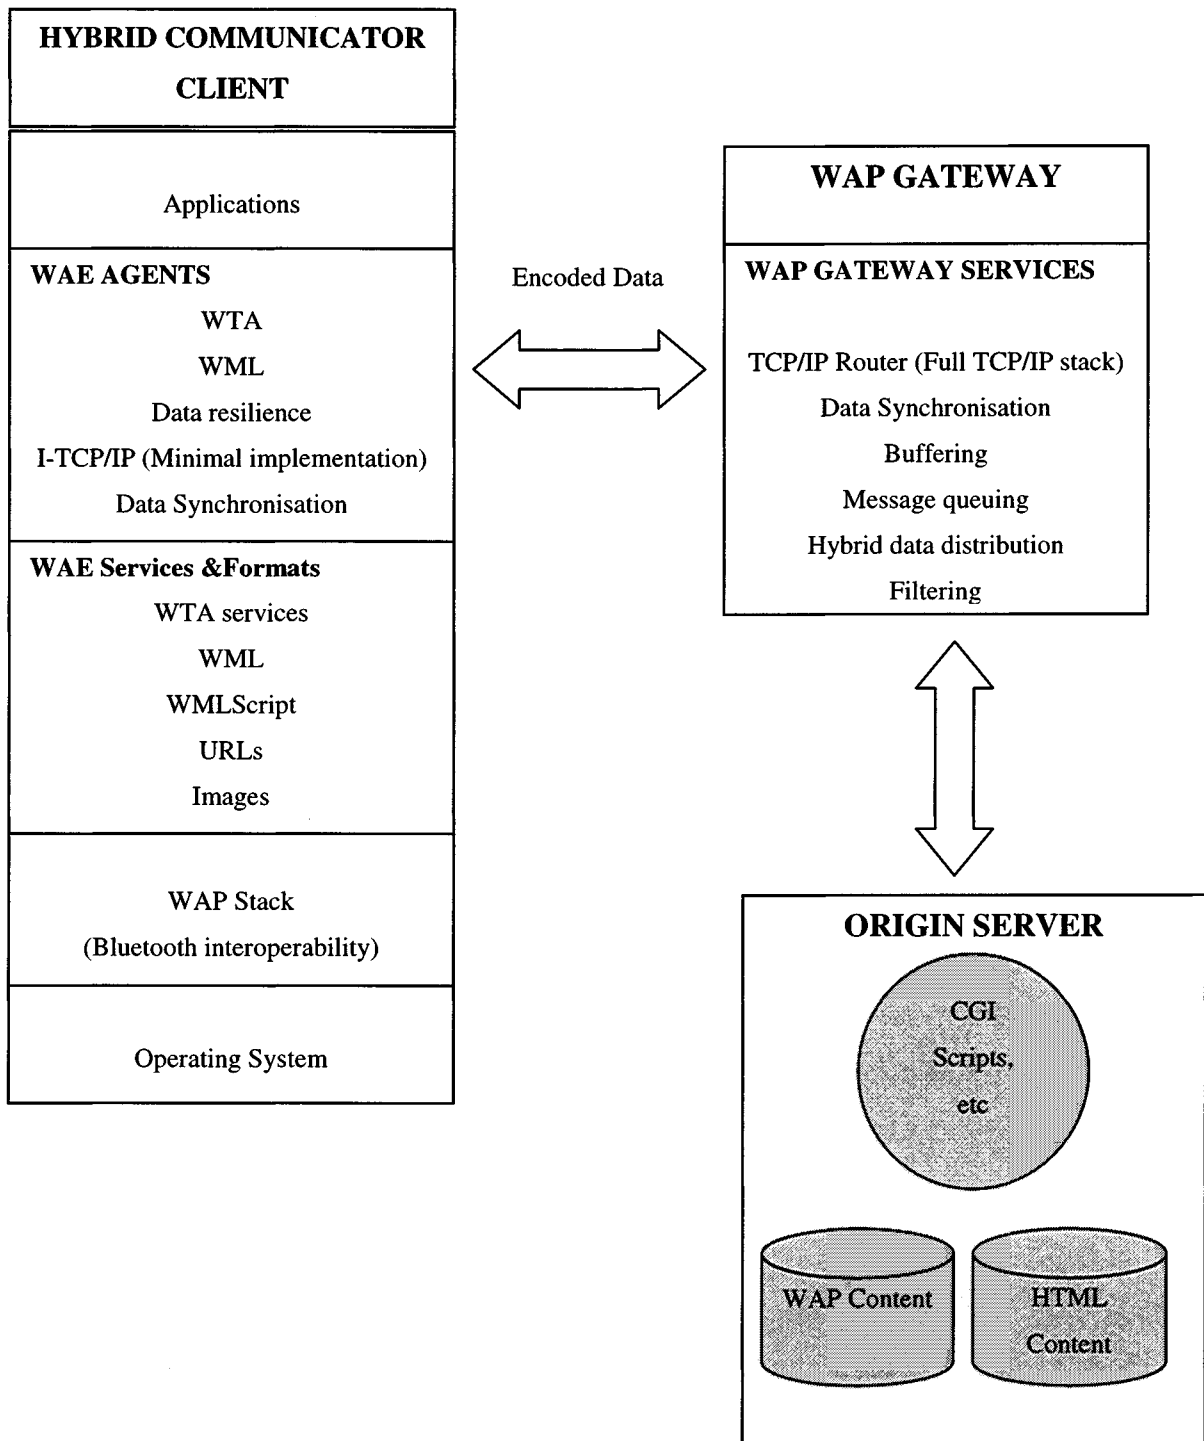 HYBRID COMMUNICATOR
CLIENT
Applications
WAE AGENTS
WTA
WML
Data resilience
I-TCP/IP (Minimal implementation)
Data Synchronisation
WAE Services &Formats
WTA services
WML
WMLScript
URLs
Images
WAP Stack
(Bluetooth interoperability)
Operating System
Encoded Data
WAP GATEWAY
WAP GATEWAY SERVICES
TCP/IP Router (Full TCP/IP stack)
Data Synchronisation
Buffering
Message queuing
Hybrid data distribution
Filtering
ORIGIN SERVER
CGI
Scripts,
etc
WAP Content
HTML
Content